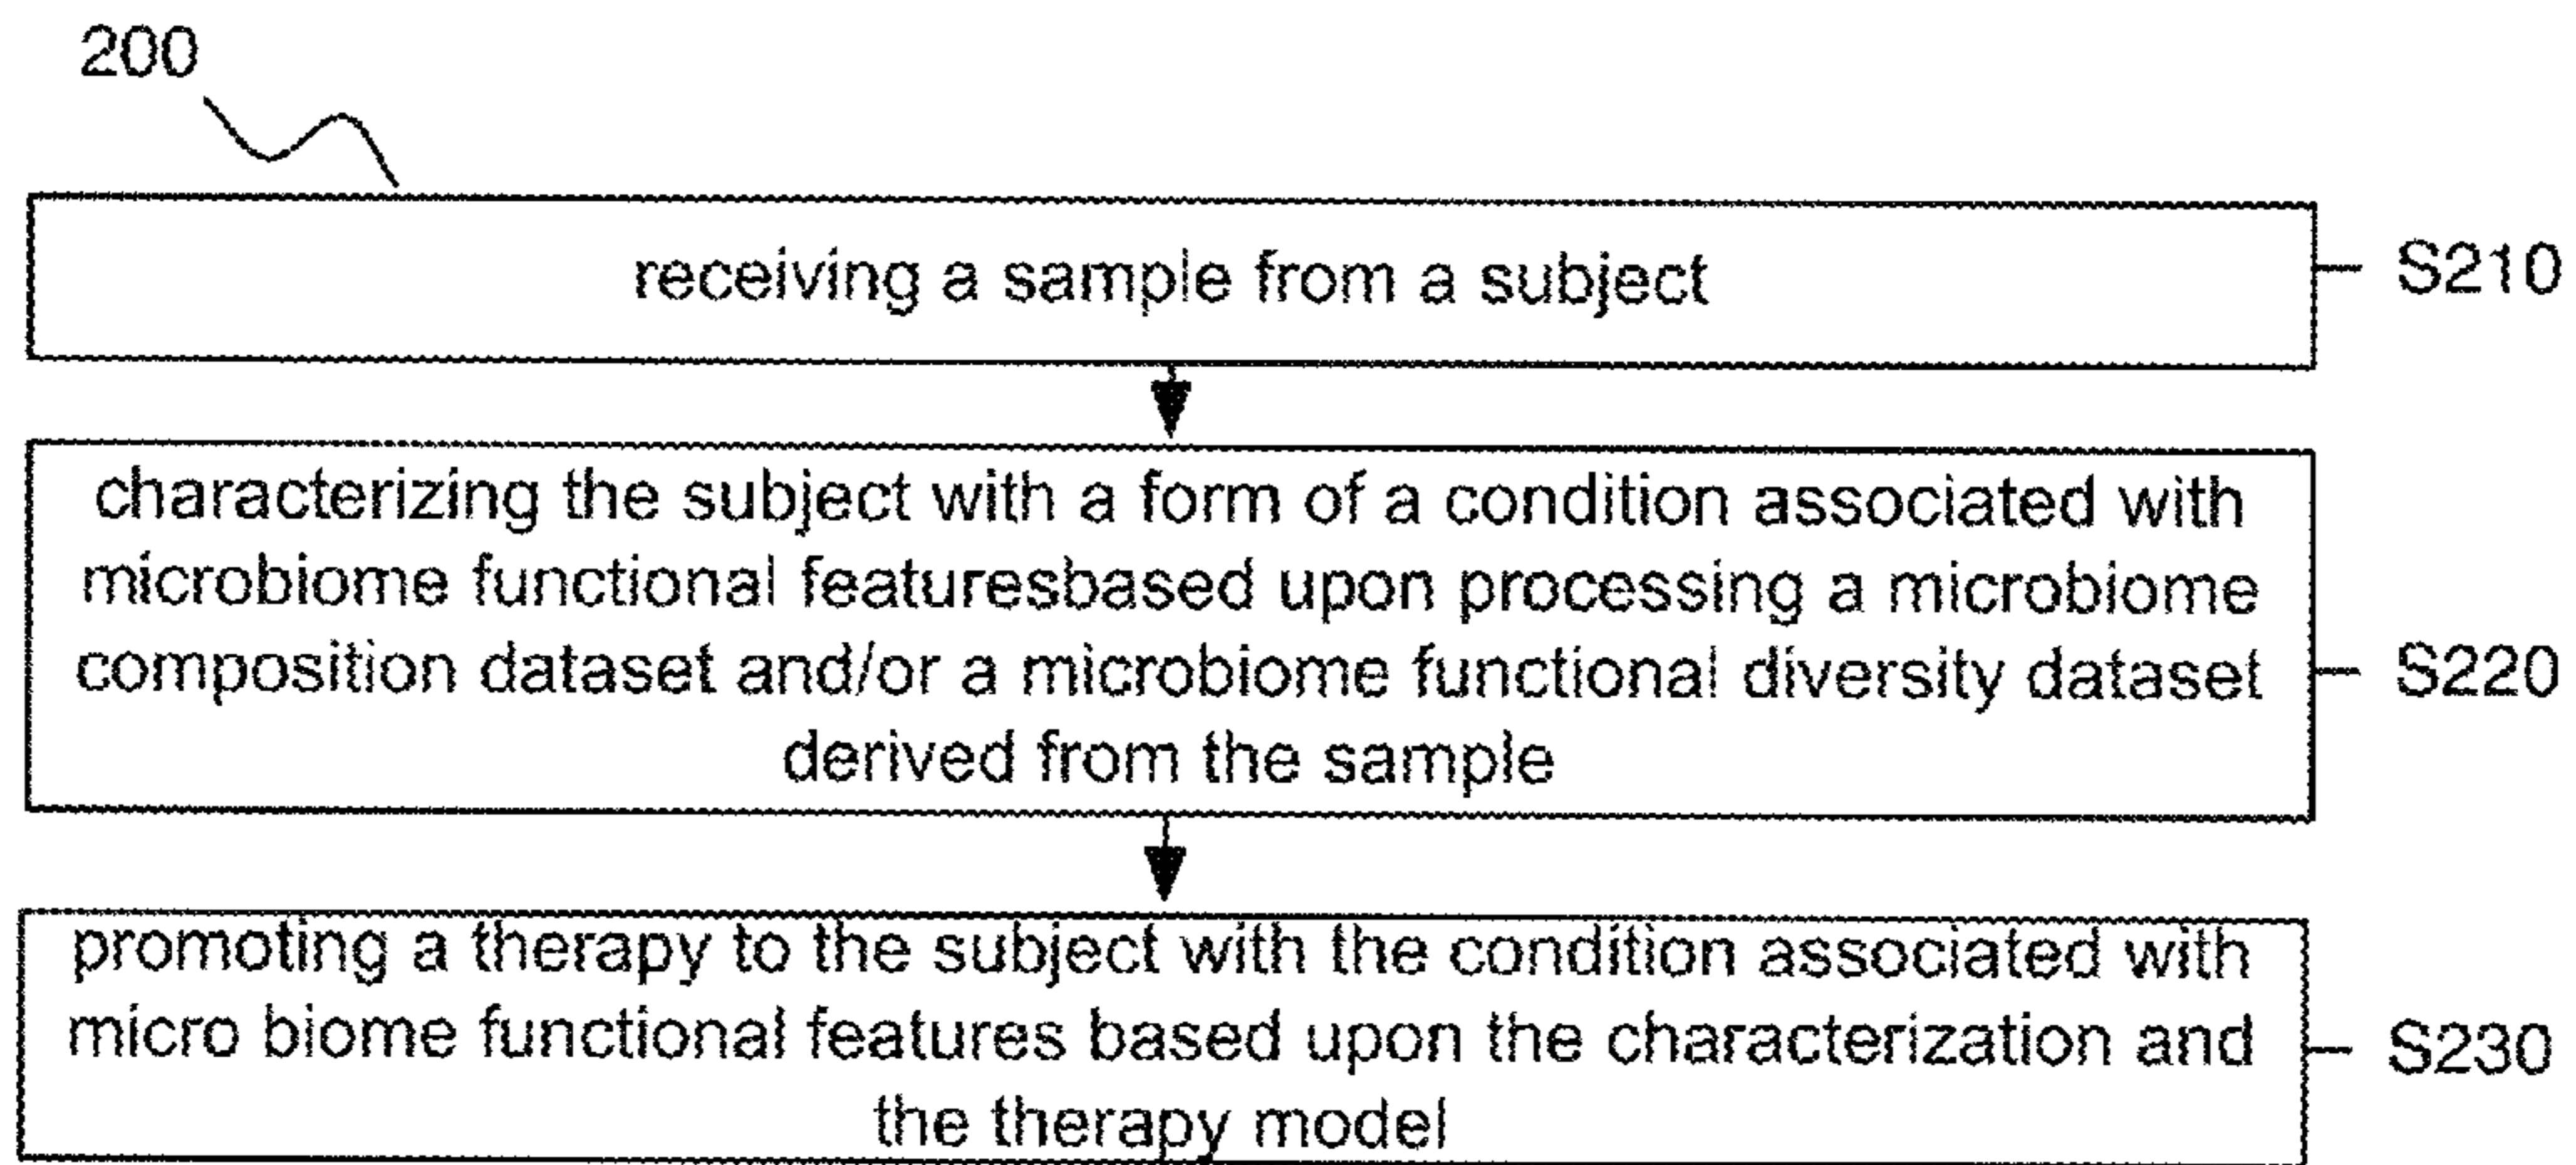 200
receiving a sample from a subject
S210
characterizing the subject with a form of a condition associated with
microbiome functional featuresbased upon processing a microbiome
composition dataset and/or a microbiome functional diversity dataset
derived from the sample
S220
promoting a therapy to the subject with the condition associated with
micro biome functional features based upon the characterization and
the therapy model
S230